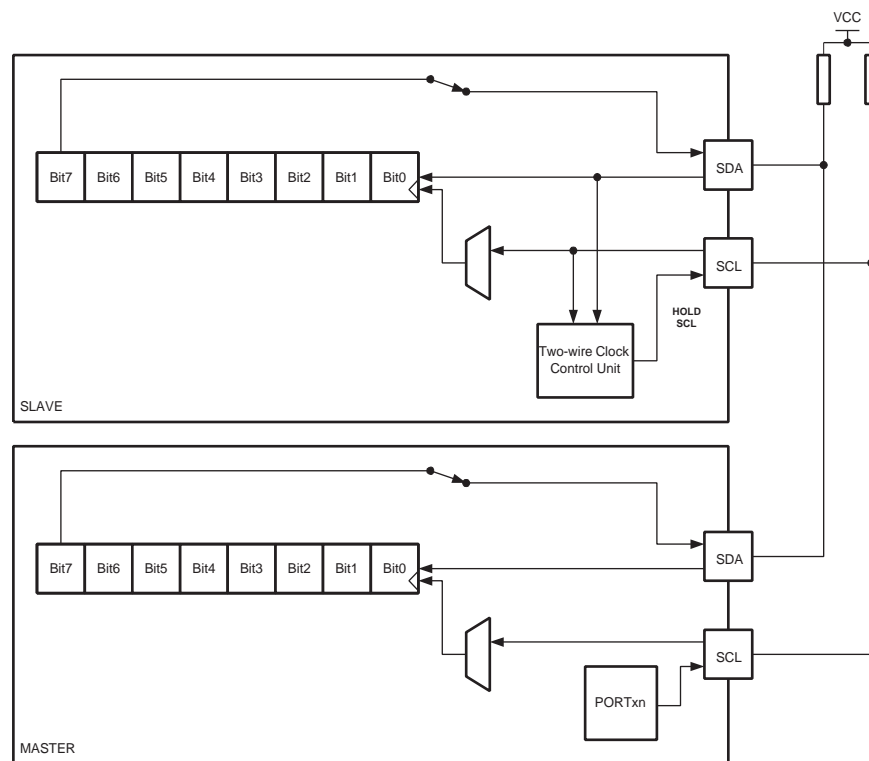 VCC
Bit7 Bit6 Bit5 Bit4 Bit3 Bit2 Bit1 Bit0
SDA
SCL
HOLD
SCL
Two-wire Clock
Control Unit
SLAVE
Bit7 Bit6 Bit5 Bit4 Bit3 Bit2 Bit1 Bit0
SDA
SCL
PORTxn
MASTER